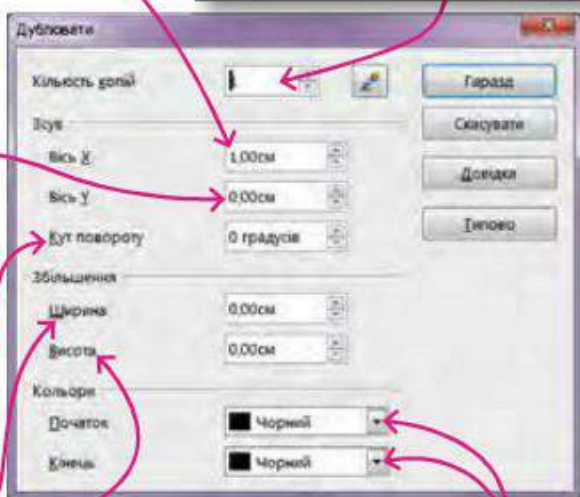 Дублювати
Кількість копій 1
Гаразд
Зсув
Скасувати
Вісь X 1,00см
Довідка
Вісь Y 0,00см
Типово
Кут повороту 0 градусів
Збільшення
Ширина 0,00см
Висота 0,00см
Кольори
Початок Чорний
Кінець Чорний